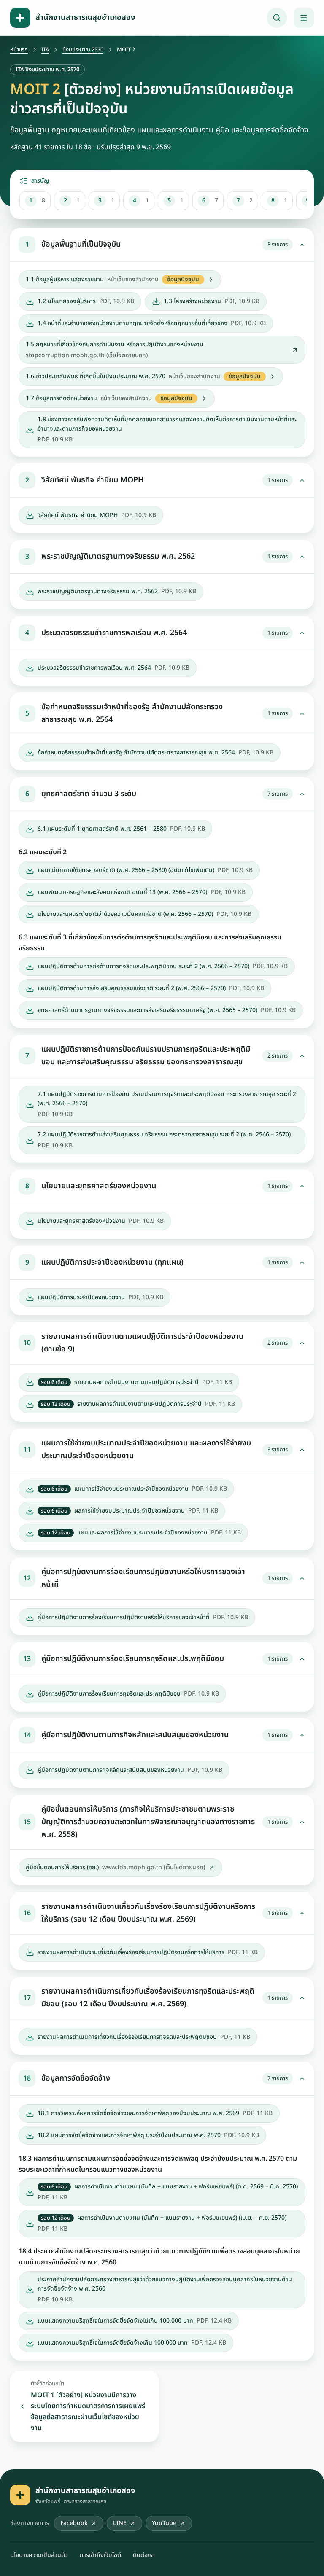 สำนักงานสาธารณสุขอำเภอสอง
หน้าแรก > ITA > ปีงบประมาณ 2570 > MOIT 2
ITA ปีงบประมาณ พ.ศ. 2570
MOIT 2 [ตัวอย่าง] หน่วยงานมีการเปิดเผยข้อมูล
ข่าวสารที่เป็นปัจจุบัน
ข้อมูลพื้นฐาน กฎหมายและแผนที่เกี่ยวข้อง แผนและผลการดำเนินงาน คู่มือ และข้อมูลการจัดซื้อจัดจ้าง
หลักฐาน 41 รายการ ใน 18 ข้อ · ปรับปรุงล่าสุด 9 พ.ย. 2569
สารบัญ
1 8 2 1 3 1 4 1 5 1 6 7 7 2 8 1 9
1 ข้อมูลพื้นฐานที่เป็นปัจจุบัน 8 รายการ
1.1 ข้อมูลผู้บริหาร แสดงรายนาม หน้าเว็บของสำนักงาน ข้อมูลปัจจุบัน
1.2 นโยบายของผู้บริหาร PDF, 10.9 KB
1.3 โครงสร้างหน่วยงาน PDF, 10.9 KB
1.4 หน้าที่และอำนาจของหน่วยงานตามกฎหมายจัดตั้งหรือกฎหมายอื่นที่เกี่ยวข้อง PDF, 10.9 KB
1.5 กฎหมายที่เกี่ยวข้องกับการดำเนินงาน หรือการปฏิบัติงานของหน่วยงาน
stopcorruption.moph.go.th (เว็บไซต์ภายนอก)
1.6 ข่าวประชาสัมพันธ์ ที่เกิดขึ้นในปีงบประมาณ พ.ศ. 2570 หน้าเว็บของสำนักงาน ข้อมูลปัจจุบัน
1.7 ข้อมูลการติดต่อหน่วยงาน หน้าเว็บของสำนักงาน ข้อมูลปัจจุบัน
1.8 ช่องทางการรับฟังความคิดเห็นที่บุคคลภายนอกสามารถแสดงความคิดเห็นต่อการดำเนินงานตามหน้าที่และ
อำนาจและตามภารกิจของหน่วยงาน
PDF, 10.9 KB
2 วิสัยทัศน์ พันธกิจ ค่านิยม MOPH 1 รายการ
วิสัยทัศน์ พันธกิจ ค่านิยม MOPH PDF, 10.9 KB
3 พระราชบัญญัติมาตรฐานทางจริยธรรม พ.ศ. 2562 1 รายการ
พระราชบัญญัติมาตรฐานทางจริยธรรม พ.ศ. 2562 PDF, 10.9 KB
4 ประมวลจริยธรรมข้าราชการพลเรือน พ.ศ. 2564 1 รายการ
ประมวลจริยธรรมข้าราชการพลเรือน พ.ศ. 2564 PDF, 10.9 KB
5 ข้อกำหนดจริยธรรมเจ้าหน้าที่ของรัฐ สำนักงานปลัดกระทรวง
สาธารณสุข พ.ศ. 2564 1 รายการ
ข้อกำหนดจริยธรรมเจ้าหน้าที่ของรัฐ สำนักงานปลัดกระทรวงสาธารณสุข พ.ศ. 2564 PDF, 10.9 KB
6 ยุทธศาสตร์ชาติ จำนวน 3 ระดับ 7 รายการ
6.1 แผนระดับที่ 1 ยุทธศาสตร์ชาติ พ.ศ. 2561 – 2580 PDF, 10.9 KB
6.2 แผนระดับที่ 2
แผนแม่บทภายใต้ยุทธศาสตร์ชาติ (พ.ศ. 2566 – 2580) (ฉบับแก้ไขเพิ่มเติม) PDF, 10.9 KB
แผนพัฒนาเศรษฐกิจและสังคมแห่งชาติ ฉบับที่ 13 (พ.ศ. 2566 – 2570) PDF, 10.9 KB
นโยบายและแผนระดับชาติว่าด้วยความมั่นคงแห่งชาติ (พ.ศ. 2566 – 2570) PDF, 10.9 KB
6.3 แผนระดับที่ 3 ที่เกี่ยวข้องกับการต่อต้านการทุจริตและประพฤติมิชอบ และการส่งเสริมคุณธรรม
จริยธรรม
แผนปฏิบัติการด้านการต่อต้านการทุจริตและประพฤติมิชอบ ระยะที่ 2 (พ.ศ. 2566 – 2570) PDF, 10.9 KB
แผนปฏิบัติการด้านการส่งเสริมคุณธรรมแห่งชาติ ระยะที่ 2 (พ.ศ. 2566 – 2570) PDF, 10.9 KB
ยุทธศาสตร์ด้านมาตรฐานทางจริยธรรมและการส่งเสริมจริยธรรมภาครัฐ (พ.ศ. 2565 – 2570) PDF, 10.9 KB
7 แผนปฏิบัติราชการด้านการป้องกันปราบปรามการทุจริตและประพฤติมิ
ชอบ และการส่งเสริมคุณธรรม จริยธรรม ของกระทรวงสาธารณสุข 2 รายการ
7.1 แผนปฏิบัติราชการด้านการป้องกัน ปราบปรามการทุจริตและประพฤติมิชอบ กระทรวงสาธารณสุข ระยะที่ 2
(พ.ศ. 2566 – 2570)
PDF, 10.9 KB
7.2 แผนปฏิบัติราชการด้านส่งเสริมคุณธรรม จริยธรรม กระทรวงสาธารณสุข ระยะที่ 2 (พ.ศ. 2566 – 2570)
PDF, 10.9 KB
8 นโยบายและยุทธศาสตร์ของหน่วยงาน 1 รายการ
นโยบายและยุทธศาสตร์ของหน่วยงาน PDF, 10.9 KB
9 แผนปฏิบัติการประจำปีของหน่วยงาน (ทุกแผน) 1 รายการ
แผนปฏิบัติการประจำปีของหน่วยงาน PDF, 10.9 KB
10 รายงานผลการดำเนินงานตามแผนปฏิบัติการประจำปีของหน่วยงาน
(ตามข้อ 9) 2 รายการ
รอบ 6 เดือน รายงานผลการดำเนินงานตามแผนปฏิบัติการประจำปี PDF, 11 KB
รอบ 12 เดือน รายงานผลการดำเนินงานตามแผนปฏิบัติการประจำปี PDF, 11 KB
11 แผนการใช้จ่ายงบประมาณประจำปีของหน่วยงาน และผลการใช้จ่ายงบ
ประมาณประจำปีของหน่วยงาน 3 รายการ
รอบ 6 เดือน แผนการใช้จ่ายงบประมาณประจำปีของหน่วยงาน PDF, 10.9 KB
รอบ 6 เดือน ผลการใช้จ่ายงบประมาณประจำปีของหน่วยงาน PDF, 11 KB
รอบ 12 เดือน แผนและผลการใช้จ่ายงบประมาณประจำปีของหน่วยงาน PDF, 11 KB
12 คู่มือการปฏิบัติงานการร้องเรียนการปฏิบัติงานหรือให้บริการของเจ้า
หน้าที่ 1 รายการ
คู่มือการปฏิบัติงานการร้องเรียนการปฏิบัติงานหรือให้บริการของเจ้าหน้าที่ PDF, 10.9 KB
13 คู่มือการปฏิบัติงานการร้องเรียนการทุจริตและประพฤติมิชอบ 1 รายการ
คู่มือการปฏิบัติงานการร้องเรียนการทุจริตและประพฤติมิชอบ PDF, 10.9 KB
14 คู่มือการปฏิบัติงานตามภารกิจหลักและสนับสนุนของหน่วยงาน 1 รายการ
คู่มือการปฏิบัติงานตามภารกิจหลักและสนับสนุนของหน่วยงาน PDF, 10.9 KB
15 คู่มือขั้นตอนการให้บริการ (ภารกิจให้บริการประชาชนตามพระราช
บัญญัติการอำนวยความสะดวกในการพิจารณาอนุญาตของทางราชการ
พ.ศ. 2558) 1 รายการ
คู่มือขั้นตอนการให้บริการ (อย.) www.fda.moph.go.th (เว็บไซต์ภายนอก)
16 รายงานผลการดำเนินงานเกี่ยวกับเรื่องร้องเรียนการปฏิบัติงานหรือการ
ให้บริการ (รอบ 12 เดือน ปีงบประมาณ พ.ศ. 2569) 1 รายการ
รายงานผลการดำเนินงานเกี่ยวกับเรื่องร้องเรียนการปฏิบัติงานหรือการให้บริการ PDF, 11 KB
17 รายงานผลการดำเนินการเกี่ยวกับเรื่องร้องเรียนการทุจริตและประพฤติ
มิชอบ (รอบ 12 เดือน ปีงบประมาณ พ.ศ. 2569) 1 รายการ
รายงานผลการดำเนินการเกี่ยวกับเรื่องร้องเรียนการทุจริตและประพฤติมิชอบ PDF, 11 KB
18 ข้อมูลการจัดซื้อจัดจ้าง 7 รายการ
18.1 การวิเคราะห์ผลการจัดซื้อจัดจ้างและการจัดหาพัสดุของปีงบประมาณ พ.ศ. 2569 PDF, 11 KB
18.2 แผนการจัดซื้อจัดจ้างและการจัดหาพัสดุ ประจำปีงบประมาณ พ.ศ. 2570 PDF, 10.9 KB
18.3 ผลการดำเนินการตามแผนการจัดซื้อจัดจ้างและการจัดหาพัสดุ ประจำปีงบประมาณ พ.ศ. 2570 ตาม
รอบระยะเวลาที่กำหนดในกรอบแนวทางของหน่วยงาน
รอบ 6 เดือน ผลการดำเนินงานตามแผน (บันทึก + แบบรายงาน + ฟอร์มเผยแพร่) (ต.ค. 2569 – มี.ค. 2570)
PDF, 11 KB
รอบ 12 เดือน ผลการดำเนินงานตามแผน (บันทึก + แบบรายงาน + ฟอร์มเผยแพร่) (เม.ย. – ก.ย. 2570)
PDF, 11 KB
18.4 ประกาศสำนักงานปลัดกระทรวงสาธารณสุขว่าด้วยแนวทางปฏิบัติงานเพื่อตรวจสอบบุคลากรในหน่วย
งานด้านการจัดซื้อจัดจ้าง พ.ศ. 2560
ประกาศสำนักงานปลัดกระทรวงสาธารณสุขว่าด้วยแนวทางปฏิบัติงานเพื่อตรวจสอบบุคลากรในหน่วยงานด้าน
การจัดซื้อจัดจ้าง พ.ศ. 2560
PDF, 10.9 KB
แบบแสดงความบริสุทธิ์ใจในการจัดซื้อจัดจ้างไม่เกิน 100,000 บาท PDF, 12.4 KB
แบบแสดงความบริสุทธิ์ใจในการจัดซื้อจัดจ้างเกิน 100,000 บาท PDF, 12.4 KB
ตัวชี้วัดก่อนหน้า
MOIT 1 [ตัวอย่าง] หน่วยงานมีการวาง
ระบบโดยการกำหนดมาตรการการเผยแพร่
ข้อมูลต่อสาธารณะผ่านเว็บไซต์ของหน่วย
งาน
สำนักงานสาธารณสุขอำเภอสอง
จังหวัดแพร่ · กระทรวงสาธารณสุข
ช่องทางทางการ Facebook LINE YouTube
นโยบายความเป็นส่วนตัว การเข้าถึงเว็บไซต์ ติดต่อเรา